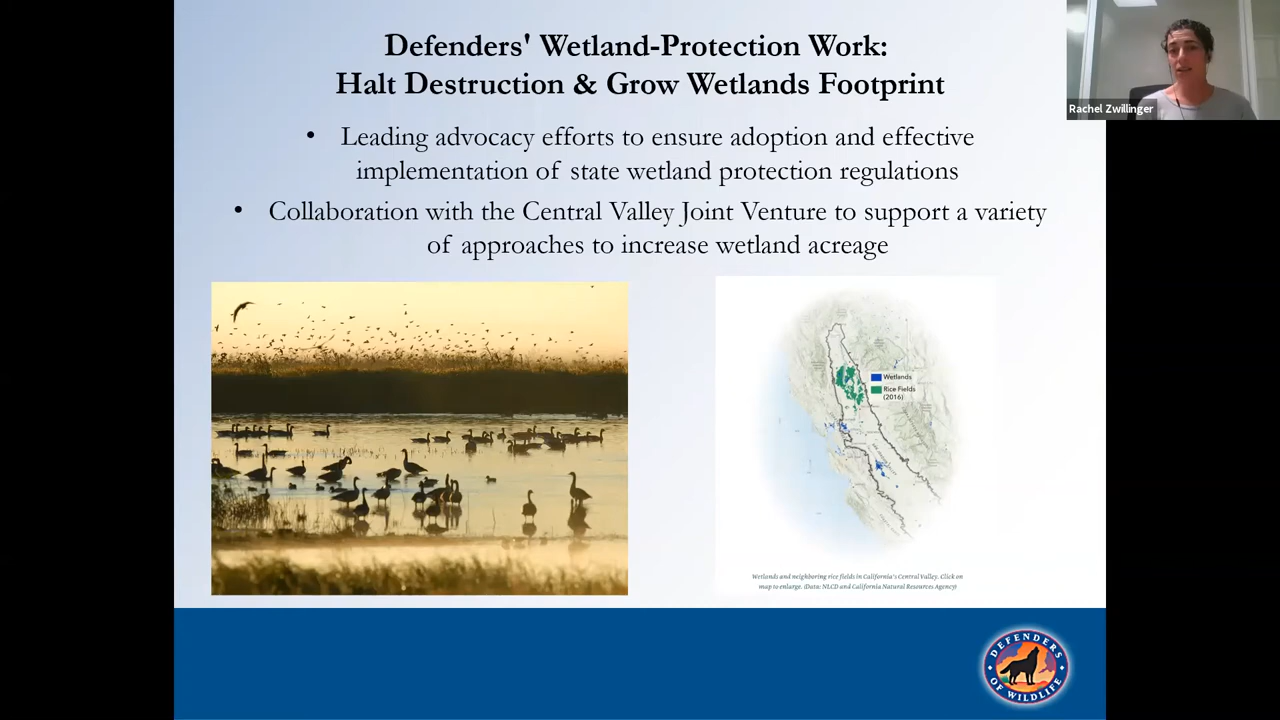 Defenders' Wetland-Protection Work:
Halt Destruction & Grow Wetlands Footprint
Rachel Zwillinger
• Leading advocacy efforts to ensure adoption and effective
implementation of state wetland protection regulations
• Collaboration with the Central Valley Joint Venture to support a variety
of approaches to increase wetland acreage
Wetlands
Rice Fields
(2016)
Wetlands and neighboring rice fields in California's Central Valley. Click on
map to enlarge. (Data: NLCD and California Natural Resources Agency)
DEFENDERS
OF WILDLIFE